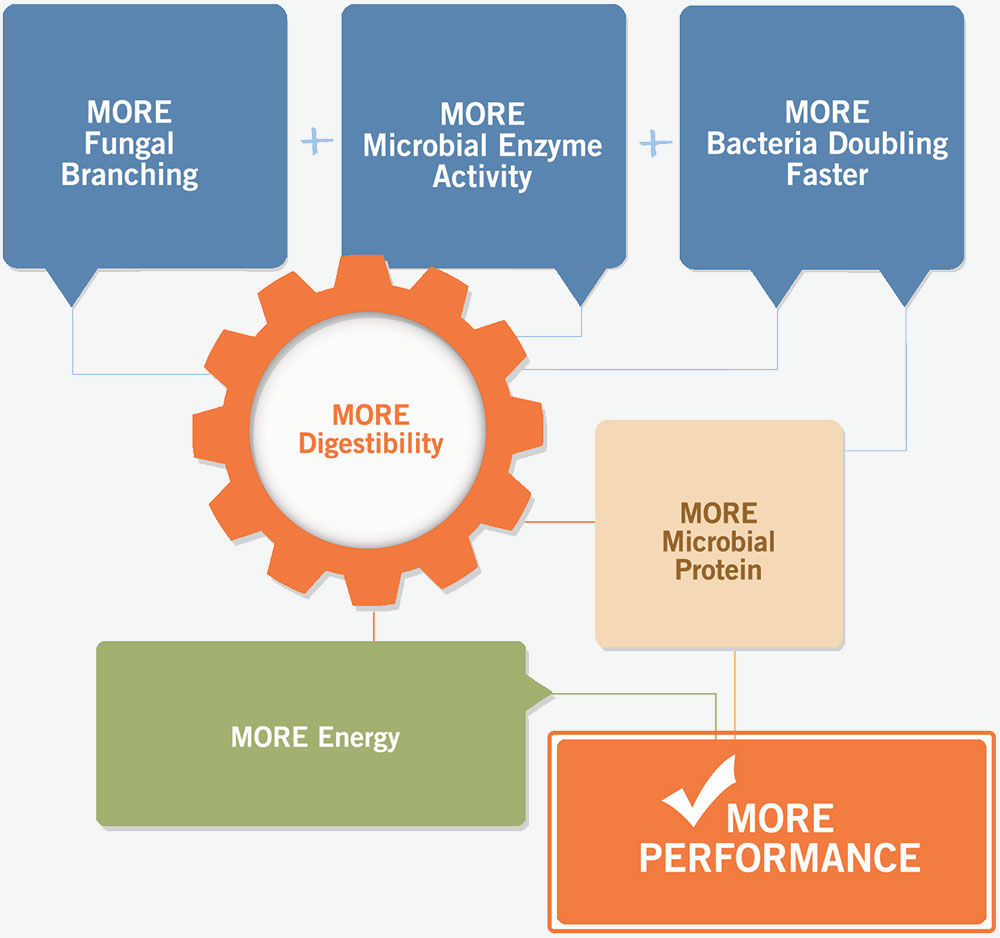 MORE
Fungal
Branching
+
MORE
Microbial Enzyme
Activity
+
MORE
Bacteria Doubling
Faster
MORE
Digestibility
MORE
Microbial
Protein
MORE Energy
MORE
PERFORMANCE